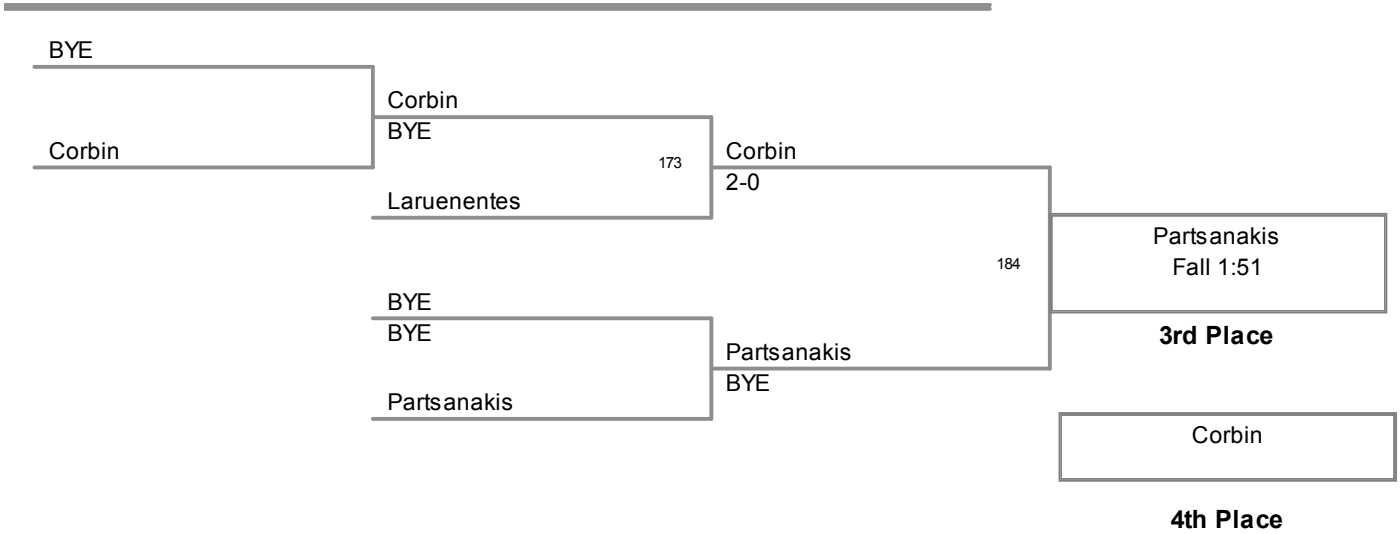 BYE
Corbin
Corbin
BYE
173
Laruenentes
Corbin
2-0
BYE
BYE
Partsanakis
Partsanakis
BYE
184
Partsanakis
Fall 1:51
3rd Place
Corbin
4th Place